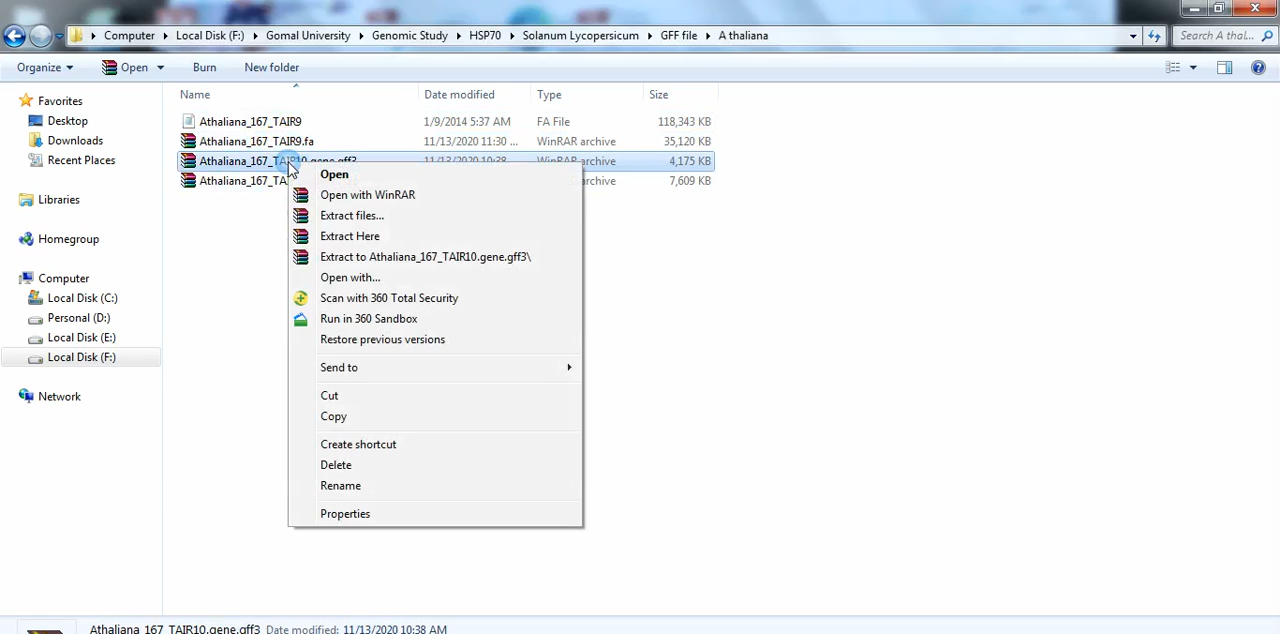 Computer Local Disk (F:) Gomal University Genomic Study HSP70 Solanum Lycopersicum GFF file A thaliana Search A thal...
Organize Open Burn New folder
Name Date modified Type Size
Favorites
Desktop
Downloads
Recent Places
Libraries
Homegroup
Computer
Local Disk (C:)
Personal (D:)
Local Disk (E:)
Local Disk (F:)
Network
Athaliana_167_TAIR9 1/9/2014 5:37 AM FA File 118,343 KB
Athaliana_167_TAIR9.fa 11/13/2020 11:30 ... WinRAR archive 35,120 KB
Athaliana_167_TAIR10.gene.gff3 11/13/2020 10:38 WinRAR archive 4,175 KB
Athaliana_167_TA archive 7,609 KB
Open
Open with WinRAR
Extract files...
Extract Here
Extract to Athaliana_167_TAIR10.gene.gff3\
Open with...
Scan with 360 Total Security
Run in 360 Sandbox
Restore previous versions
Send to
Cut
Copy
Create shortcut
Delete
Rename
Properties
Athaliana_167_TAIR10.gene.gff3 Date modified: 11/13/2020 10:38 AM